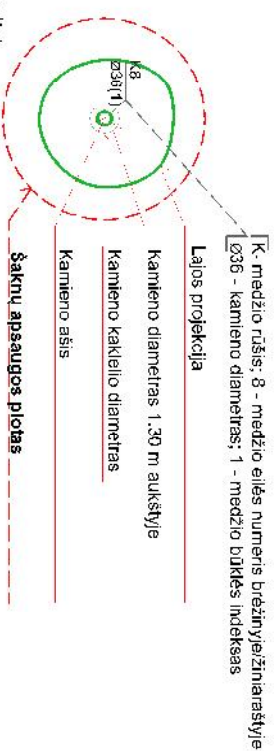 K- medžio rūšis; 8 - medžio eilės numeris brėžinyje/žiniaraštyje
Ø36 - kamieno diametras; 1 - medžio būklės indeksas
K8
Ø36(1)
Lajos projekcija
Kamieno diametras 1.30 m aukštyje
Kamieno kaklelio diametras
Kamieno ašis
Šaknų apsaugos plotas